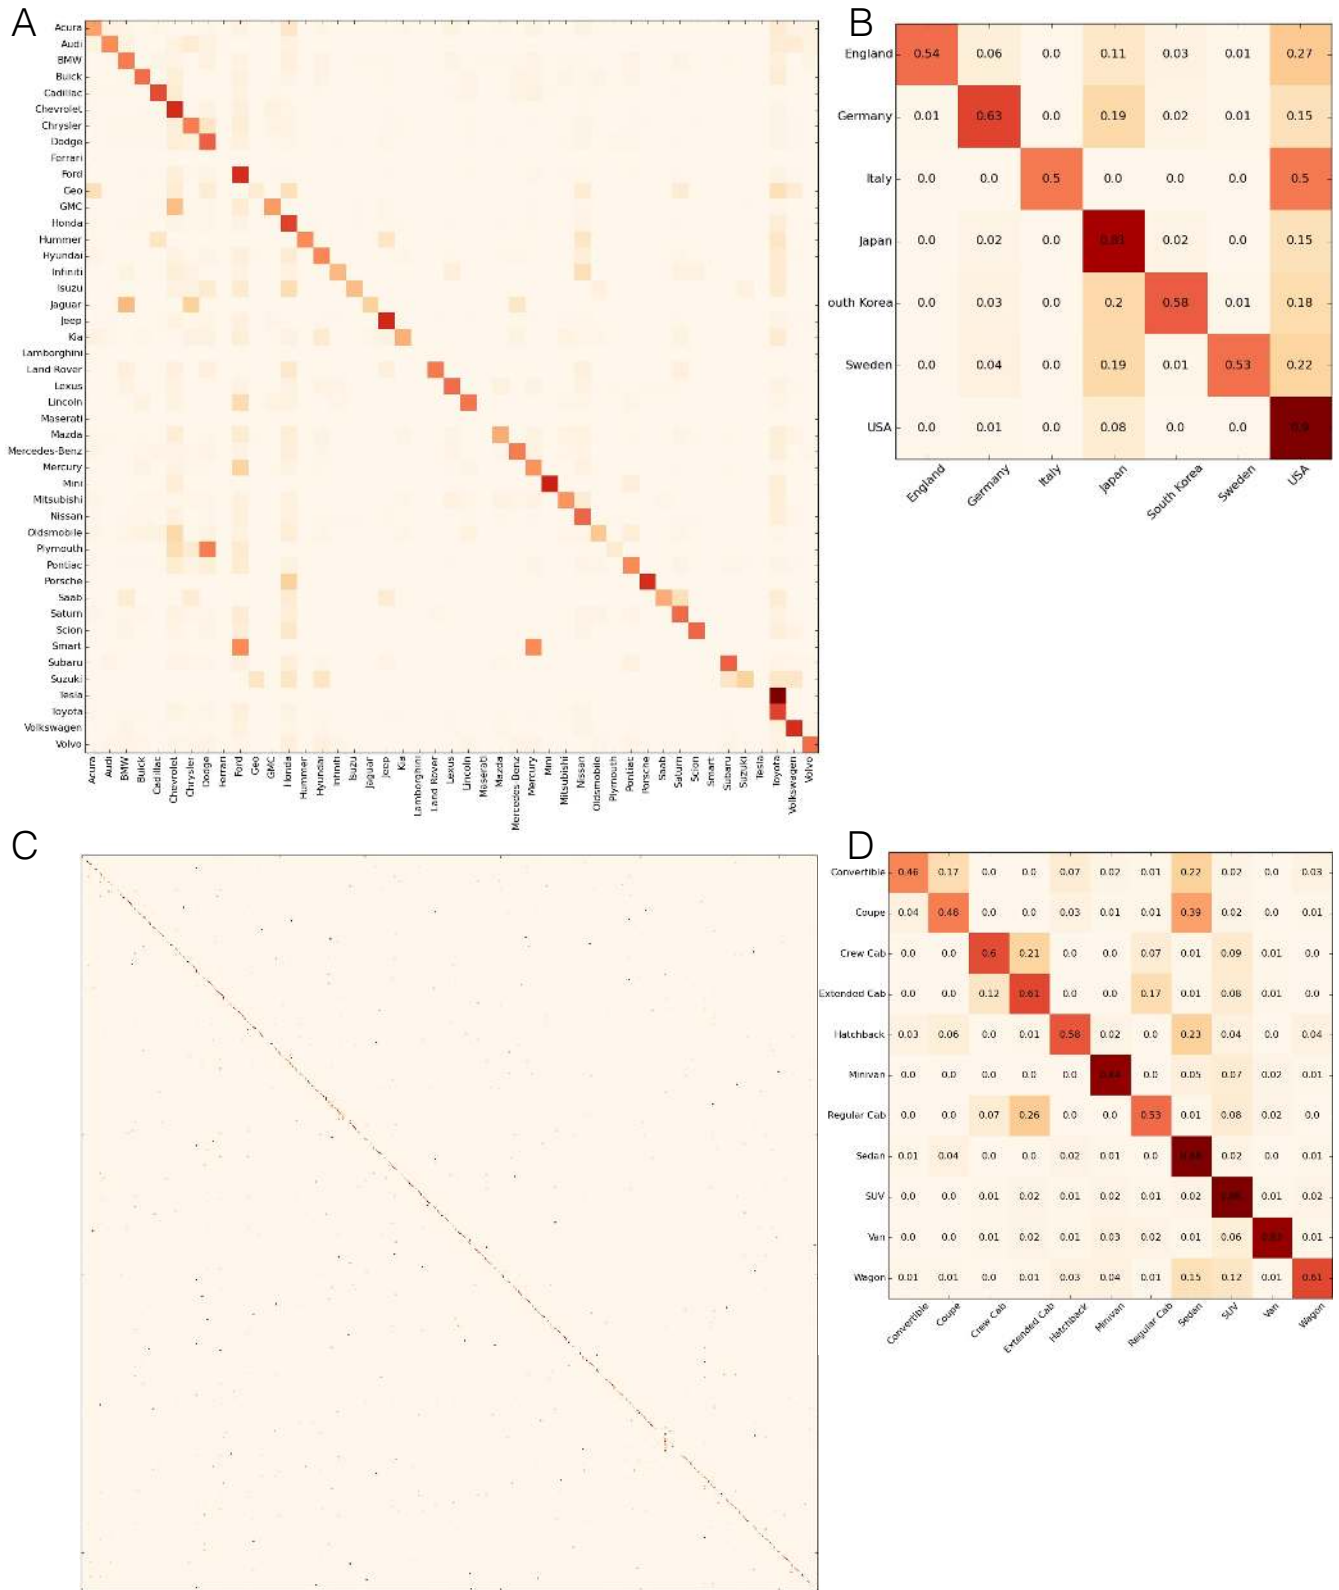 A
Acura
Audi
BMW
Buick
Cadillac
Chevrolet
Chrysler
Dodge
Ferrari
Ford
Geo
GMC
Honda
Hummer
Hyundai
Infiniti
Isuzu
Jaguar
Jeep
Kia
Lamborghini
Land Rover
Lexus
Lincoln
Maserati
Mazda
Mercedes-Benz
Mercury
Mini
Mitsubishi
Nissan
Oldsmobile
Plymouth
Pontiac
Porsche
Saab
Saturn
Scion
Smart
Subaru
Suzuki
Tesla
Toyota
Volkswagen
Volvo
Acura Audi BMW Buick Cadillac Chevrolet Chrysler Dodge Ferrari Ford Geo GMC Honda Hummer Hyundai Infiniti Isuzu Jaguar Jeep Kia Lamborghini Land Rover Lexus Lincoln Maserati Mazda Mercedes-Benz Mercury Mini Mitsubishi Nissan Oldsmobile Plymouth Pontiac Porsche Saab Saturn Scion Smart Subaru Suzuki Tesla Toyota Volkswagen Volvo
B
England 0.54 0.06 0.0 0.11 0.03 0.01 0.27
Germany 0.01 0.63 0.0 0.19 0.02 0.01 0.15
Italy 0.0 0.0 0.5 0.0 0.0 0.0 0.5
Japan 0.0 0.02 0.0 0.81 0.02 0.0 0.15
outh Korea 0.0 0.03 0.0 0.2 0.58 0.01 0.18
Sweden 0.0 0.04 0.0 0.19 0.01 0.53 0.22
USA 0.0 0.01 0.08 0.0 0.0 0.9
England Germany Italy Japan South Korea Sweden USA
C
D
Convertible 0.46 0.17 0.0 0.0 0.07 0.02 0.01 0.22 0.02 0.0 0.03
Coupe 0.04 0.48 0.0 0.0 0.03 0.01 0.01 0.39 0.02 0.0 0.01
Crew Cab 0.0 0.0 0.6 0.21 0.0 0.0 0.07 0.01 0.09 0.01 0.0
Extended Cab 0.0 0.0 0.12 0.61 0.0 0.0 0.17 0.01 0.08 0.01 0.0
Hatchback 0.03 0.06 0.0 0.01 0.58 0.02 0.0 0.23 0.04 0.0 0.04
Minivan 0.0 0.0 0.0 0.0 0.0 0.0 0.05 0.07 0.02 0.01
Regular Cab 0.0 0.0 0.07 0.26 0.0 0.0 0.53 0.01 0.08 0.02 0.0
Sedan 0.01 0.04 0.0 0.0 0.02 0.01 0.0 0.02 0.0 0.01
SUV 0.0 0.0 0.01 0.02 0.01 0.02 0.01 0.02 0.01 0.02
Van 0.0 0.0 0.01 0.02 0.01 0.03 0.02 0.01 0.06 0.01
Wagon 0.01 0.01 0.0 0.01 0.03 0.04 0.01 0.15 0.12 0.01 0.61
Convertible Coupe Crew Cab Extended Cab Hatchback Minivan Regular Cab Sedan SUV Van Wagon